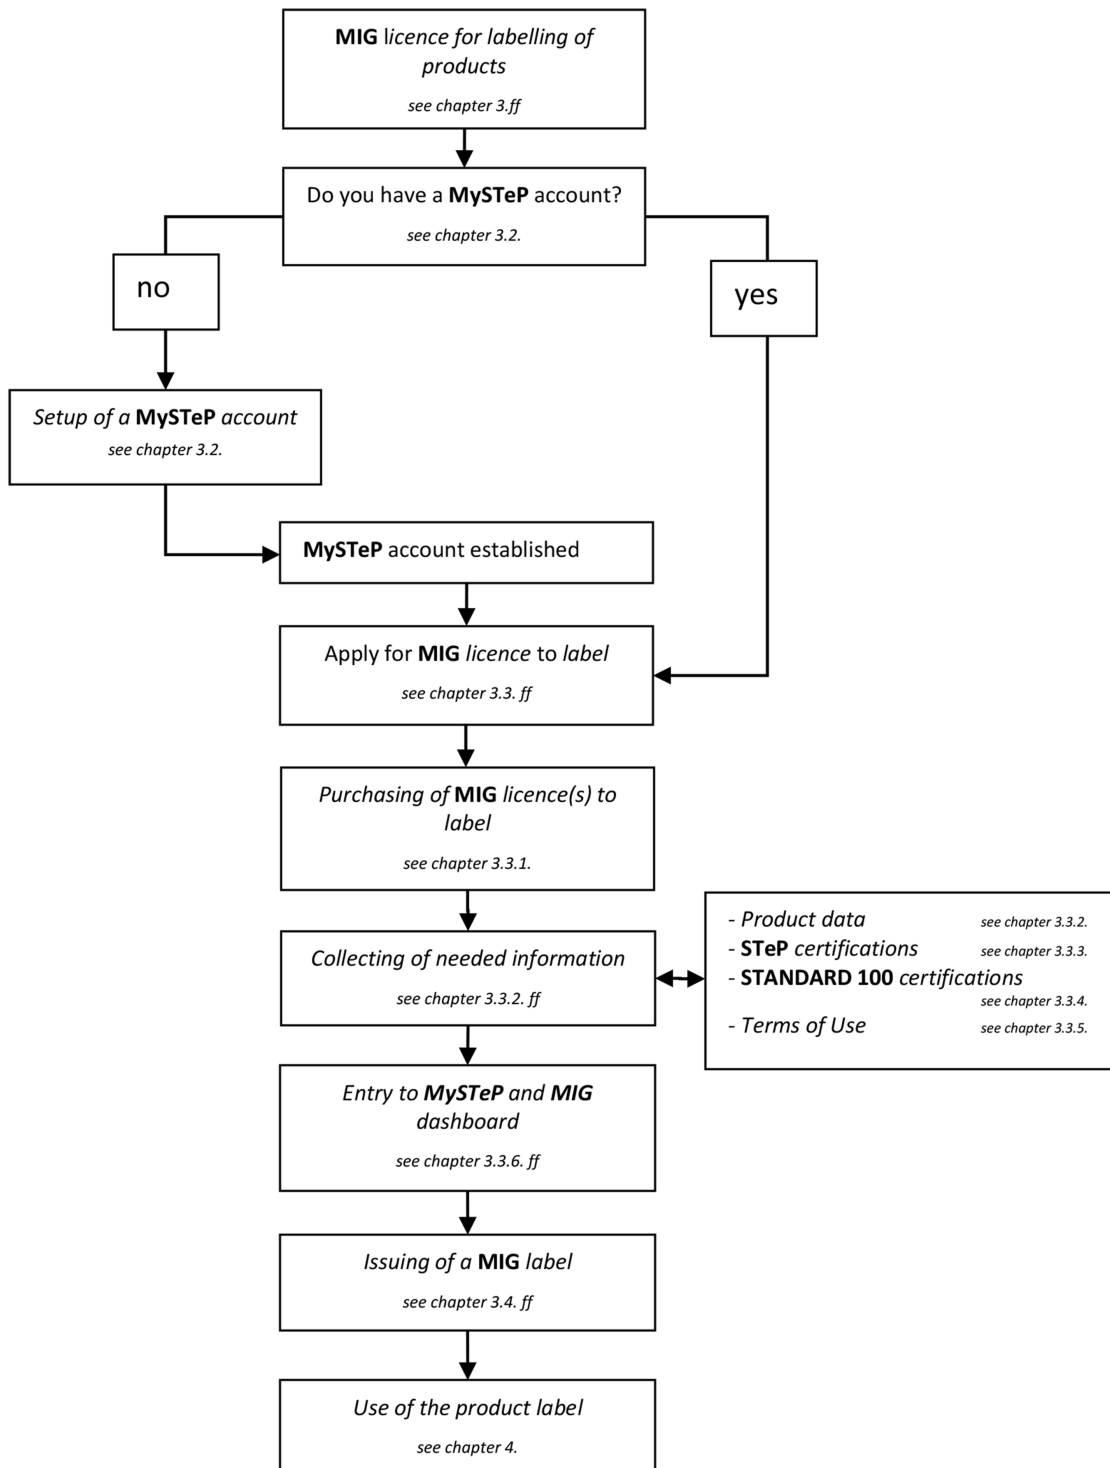 MIG licence for labelling of
products
see chapter 3.ff
Do you have a MySTeP account?
see chapter 3.2.
no
yes
Setup of a MySTeP account
see chapter 3.2.
MySTeP account established
Apply for MIG licence to label
see chapter 3.3. ff
Purchasing of MIG licence(s) to
label
see chapter 3.3.1.
Collecting of needed information
see chapter 3.3.2. ff
- Product data see chapter 3.3.2.
- STeP certifications see chapter 3.3.3.
- STANDARD 100 certifications
see chapter 3.3.4.
- Terms of Use see chapter 3.3.5.
Entry to MySTeP and MIG
dashboard
see chapter 3.3.6. ff
Issuing of a MIG label
see chapter 3.4. ff
Use of the product label
see chapter 4.